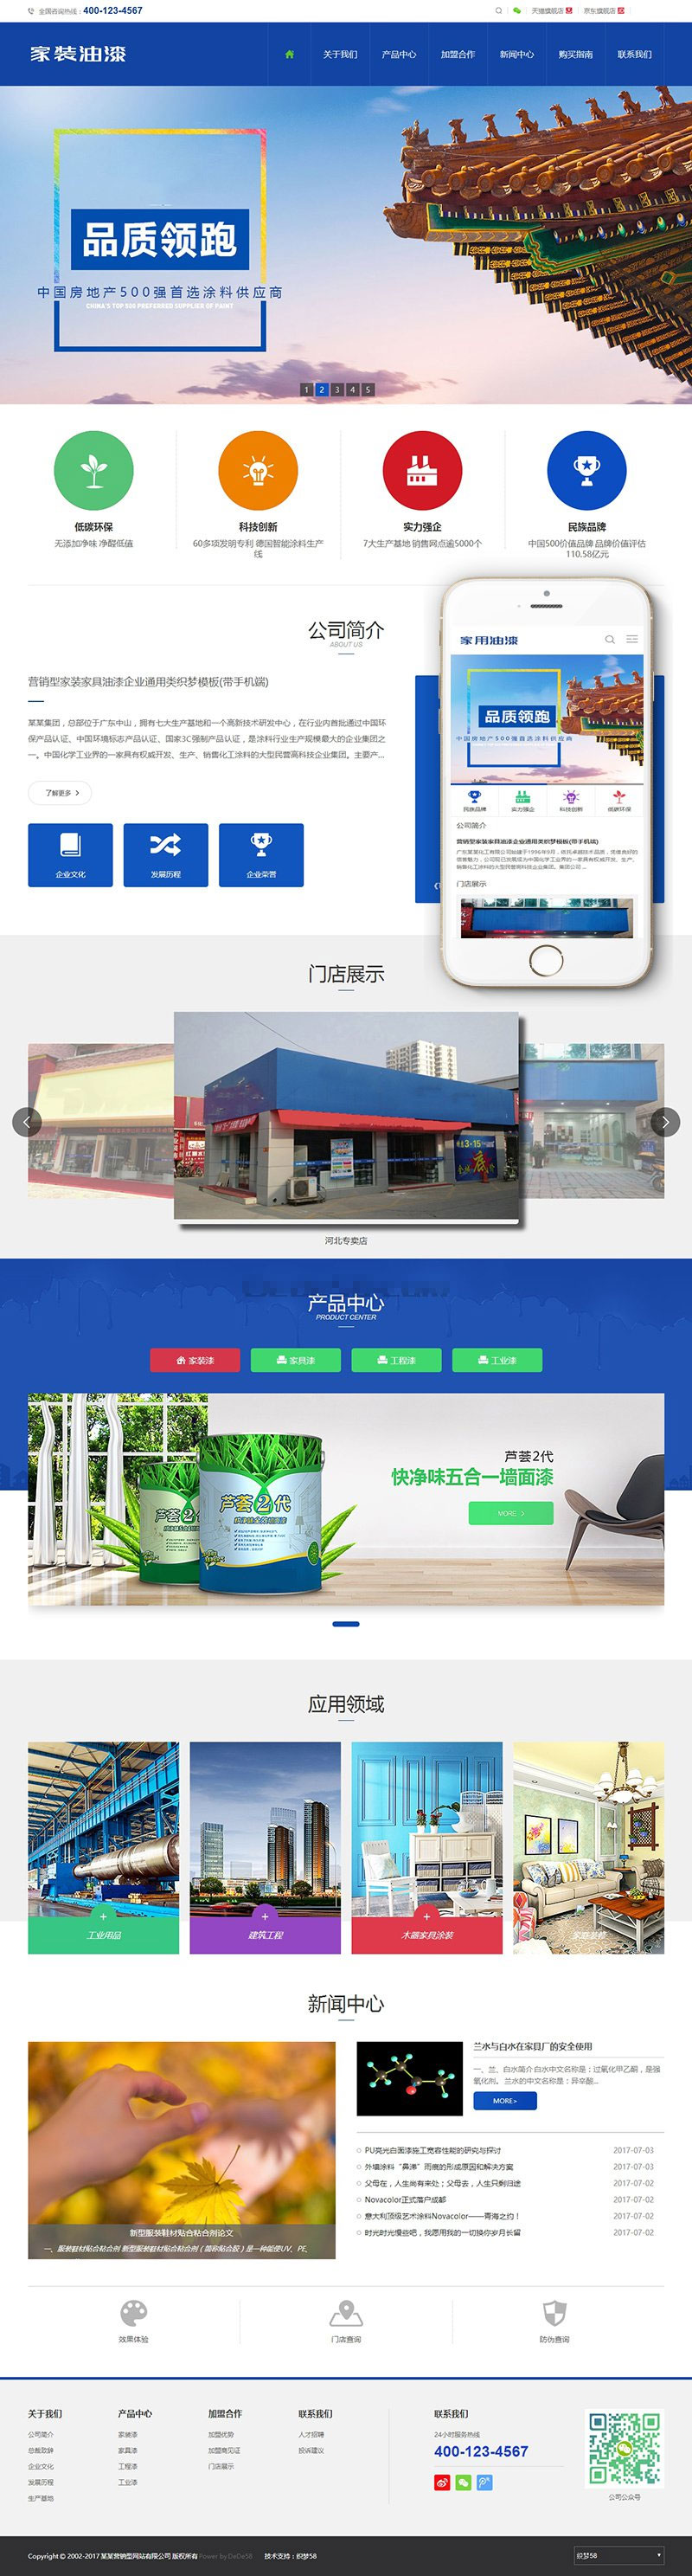 全国咨询热线：400-123-4567
天猫旗舰店
京东旗舰店
家装油漆
关于我们
产品中心
加盟合作
新闻中心
购买指南
联系我们
品质领跑
中国房地产500强首选涂料供应商
CHINA'S TOP 500 PREFERRED SUPPLIER OF PAINT
1 2 3 4 5
低碳环保
无添加净味 净醛低值
科技创新
60多项发明专利 德国智能涂料生产
线
实力强企
7大生产基地 销售网点逾5000个
民族品牌
中国500价值品牌 品牌价值评估
110.58亿元
公司简介
ABOUT US
营销型家装家具油漆企业通用类织梦模板(带手机端)
某某集团，总部位于广东中山，拥有七大生产基地和一个高新技术研发中心，在行业内首批通过中国环
保产品认证、中国环境标志产品认证、国家3C强制产品认证，是涂料行业生产规模最大的企业集团之
一。中国化学工业界的一家具有权威开发、生产、销售化工涂料的大型民营高科技企业集团。主要产...
了解更多 >
企业文化
发展历程
企业荣誉
家用油漆
品质领跑
中国房地产500强首选涂料供应商
民族品牌
实力强企
科技创新
低碳环保
公司简介
营销型家装家具油漆企业通用类织梦模板(带手机端)
门店展示
门店展示
河北专卖店
产品中心
PRODUCT CENTER
家装漆
家具漆
工程漆
工业漆
芦荟2代
芦荟2代
芦荟2代
快净味五合一墙面漆
MORE >
应用领域
工业用品
建筑工程
木器家具涂装
家庭装修
新闻中心
新型服装鞋材贴合粘合剂论文
一、服装鞋材贴合粘合剂 新型服装鞋材贴合粘合剂（简称贴合胶）是一种能使UV、PE、
兰水与白水在家具厂的安全使用
一、兰、白水简介 白水中文名称是：过氧化甲乙酮，是强
氧化剂。 兰水的中文名称是：异辛酸...
MORE>
PU亮光白面漆施工宽容性能的研究与探讨 2017-07-03
外墙涂料“鼻涕”而痕的形成原因和解决方案 2017-07-03
父母在，人生尚有来处；父母去，人生只剩归途 2017-07-02
Novacolor正式落户成都 2017-07-02
意大利顶级艺术涂料Novacolor——青海之约！ 2017-07-02
时光时光慢些吧，我愿用我的一切换你岁月长留 2017-07-02
效果体验
门店查询
防伪查询
关于我们
公司简介
总裁致辞
企业文化
发展历程
生产基地
产品中心
家装漆
家具漆
工程漆
工业漆
加盟合作
加盟优势
加盟商见证
门店展示
联系我们
人才招聘
投诉建议
联系我们
24小时服务热线
400-123-4567
公司公众号
Copyright © 2002-2017 某某营销型网站有限公司 版权所有 Power by DeDe58
技术支持：织梦58
织梦58